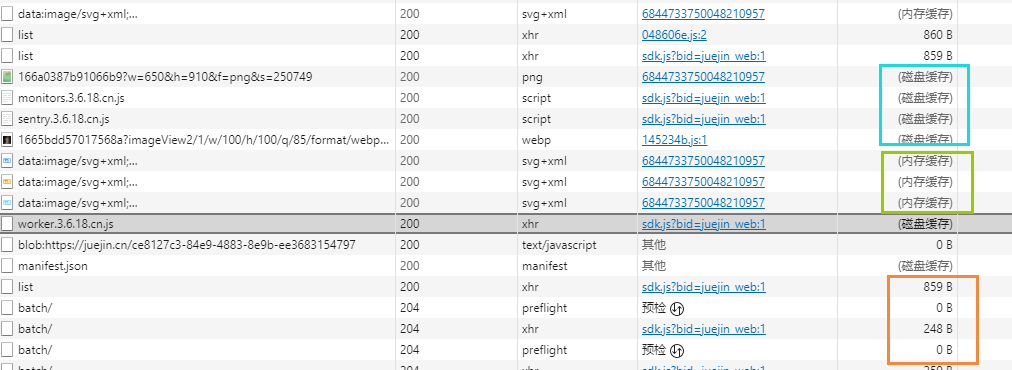 data:image/svg+xml;... 200 svg+xml 6844733750048210957 (内存缓存)
list 200 xhr 048606e.js:2 860 B
list 200 xhr sdk.js?bid=juejin_web:1 859 B
166a0387b91066b9?w=650&h=910&f=png&s=250749 200 png 6844733750048210957 (磁盘缓存)
monitors.3.6.18.cn.js 200 script sdk.js?bid=juejin_web:1 (磁盘缓存)
sentry.3.6.18.cn.js 200 script sdk.js?bid=juejin_web:1 (磁盘缓存)
1665bdd57017568a?imageView2/1/w/100/h/100/q/85/format/webp... 200 webp 145234b.js:1 (磁盘缓存)
data:image/svg+xml;... 200 svg+xml 6844733750048210957 (内存缓存)
data:image/svg+xml;... 200 svg+xml 6844733750048210957 (内存缓存)
data:image/svg+xml;... 200 svg+xml 6844733750048210957 (内存缓存)
worker.3.6.18.cn.js 200 xhr sdk.js?bid=juejin_web:1 (磁盘缓存)
blob:https://juejin.cn/ce8127c3-84e9-4883-8e9b-ee3683154797 200 text/javascript 其他 0 B
manifest.json 200 manifest 其他 (磁盘缓存)
list 200 xhr sdk.js?bid=juejin_web:1 859 B
batch/ 204 preflight 预检 0 B
batch/ 204 xhr sdk.js?bid=juejin_web:1 248 B
batch/ 204 preflight 预检 0 B
batch/ 204 xhr sdk.js?bid=juejin_web:1 259 B